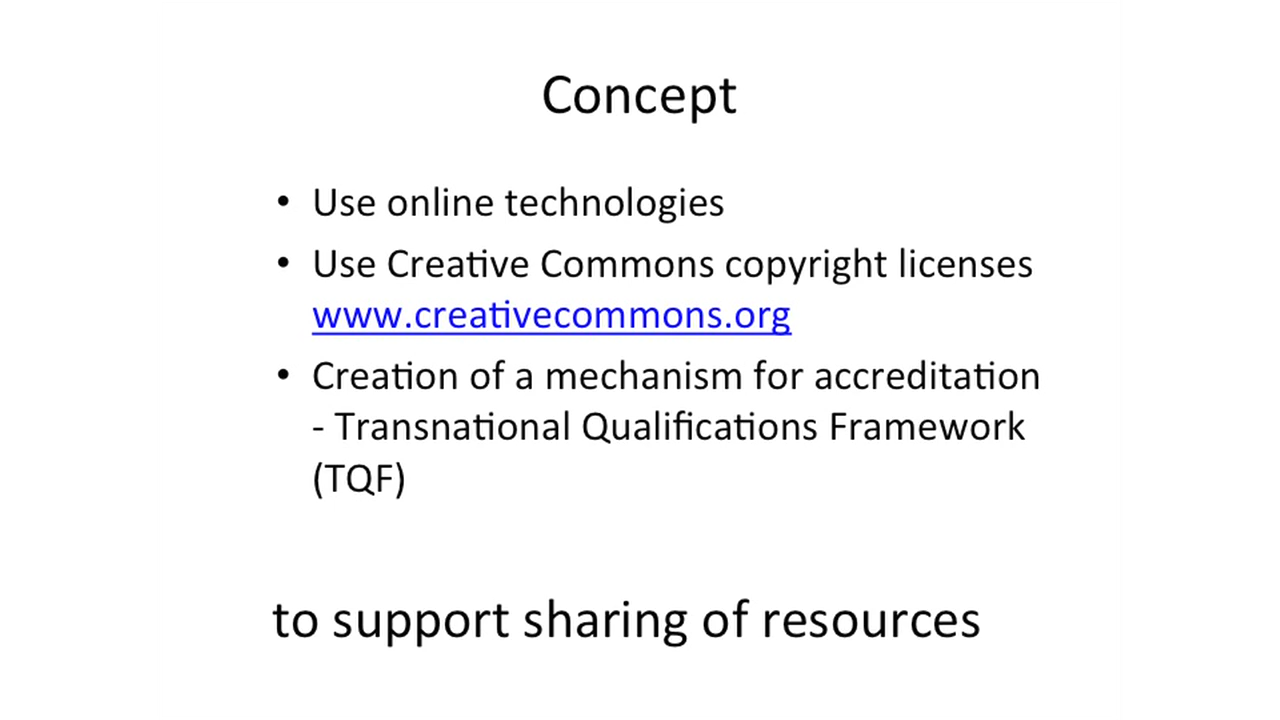 Concept
• Use online technologies
• Use Creative Commons copyright licenses
www.creativecommons.org
• Creation of a mechanism for accreditation
- Transnational Qualifications Framework
(TQF)
to support sharing of resources